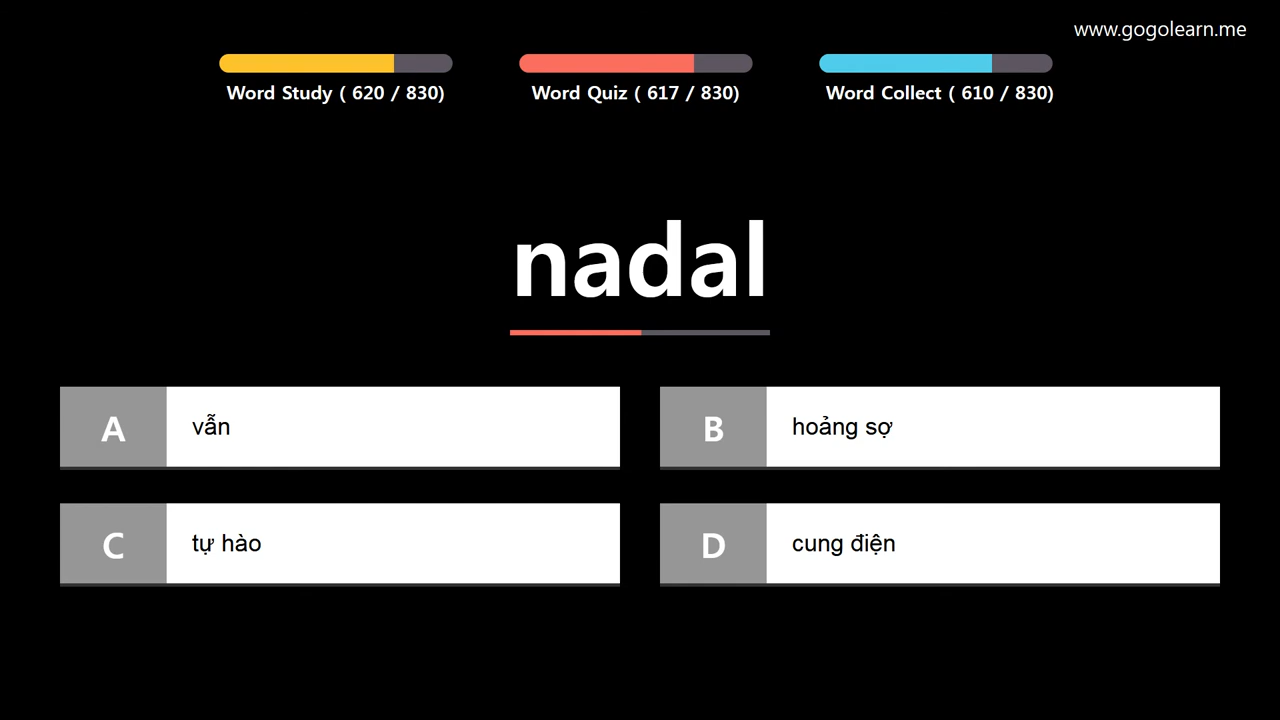 www.gogolearn.me
Word Study ( 620 / 830)
Word Quiz ( 617 / 830)
Word Collect ( 610 / 830)
nadal
A vẫn
B hoảng sợ
C tự hào
D cung điện